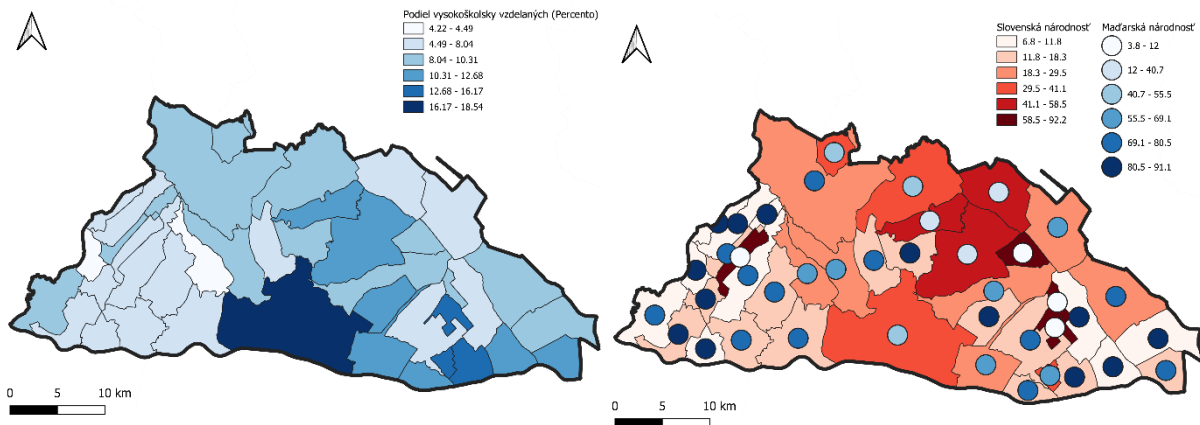 Podiel vysokoškolsky vzdelaných (Percento)
4.22 - 4.49
4.49 - 8.04
8.04 - 10.31
10.31 - 12.68
12.68 - 16.17
16.17 - 18.54
0 5 10 km
Slovenská národnosť
6.8 - 11.8
11.8 - 18.3
18.3 - 29.5
29.5 - 41.1
41.1 - 58.5
58.5 - 92.2
Maďarská národnosť
3.8 - 12
12 - 40.7
40.7 - 55.5
55.5 - 69.1
69.1 - 80.5
80.5 - 91.1
0 5 10 km